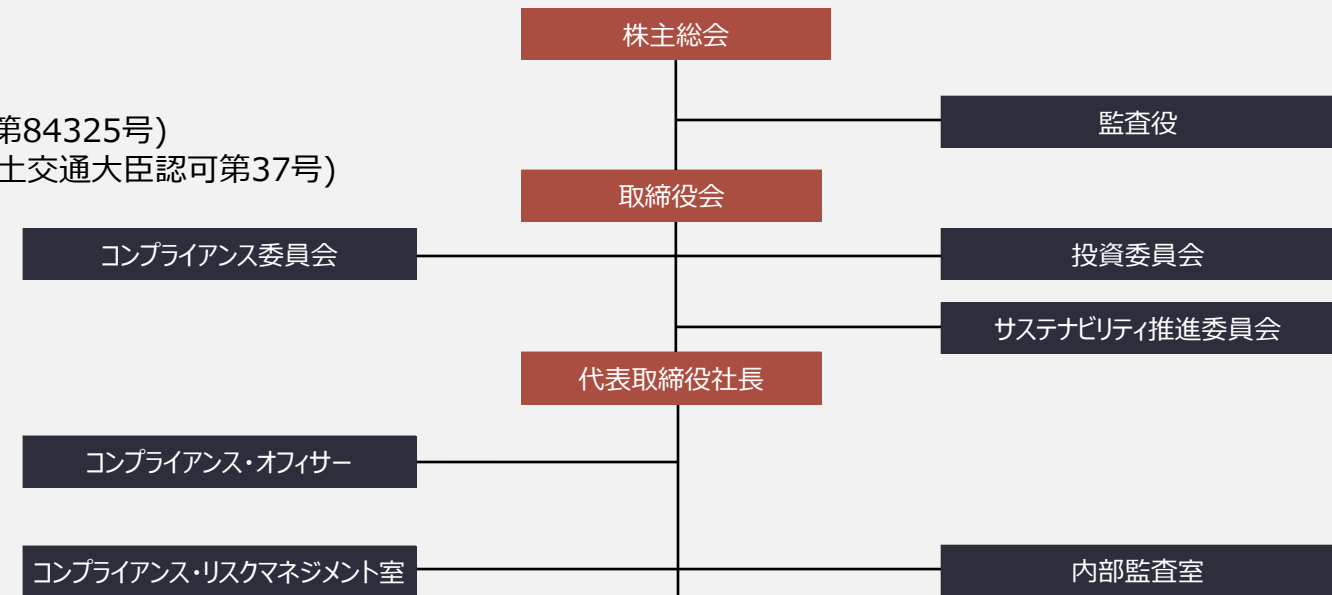 株主総会
第84325号)
監査役
土交通大臣認可第37号)
取締役会
コンプライアンス委員会
投資委員会
サステナビリティ推進委員会
代表取締役社長
コンプライアンス・オフィサー
コンプライアンス・リスクマネジメント室
内部監査室